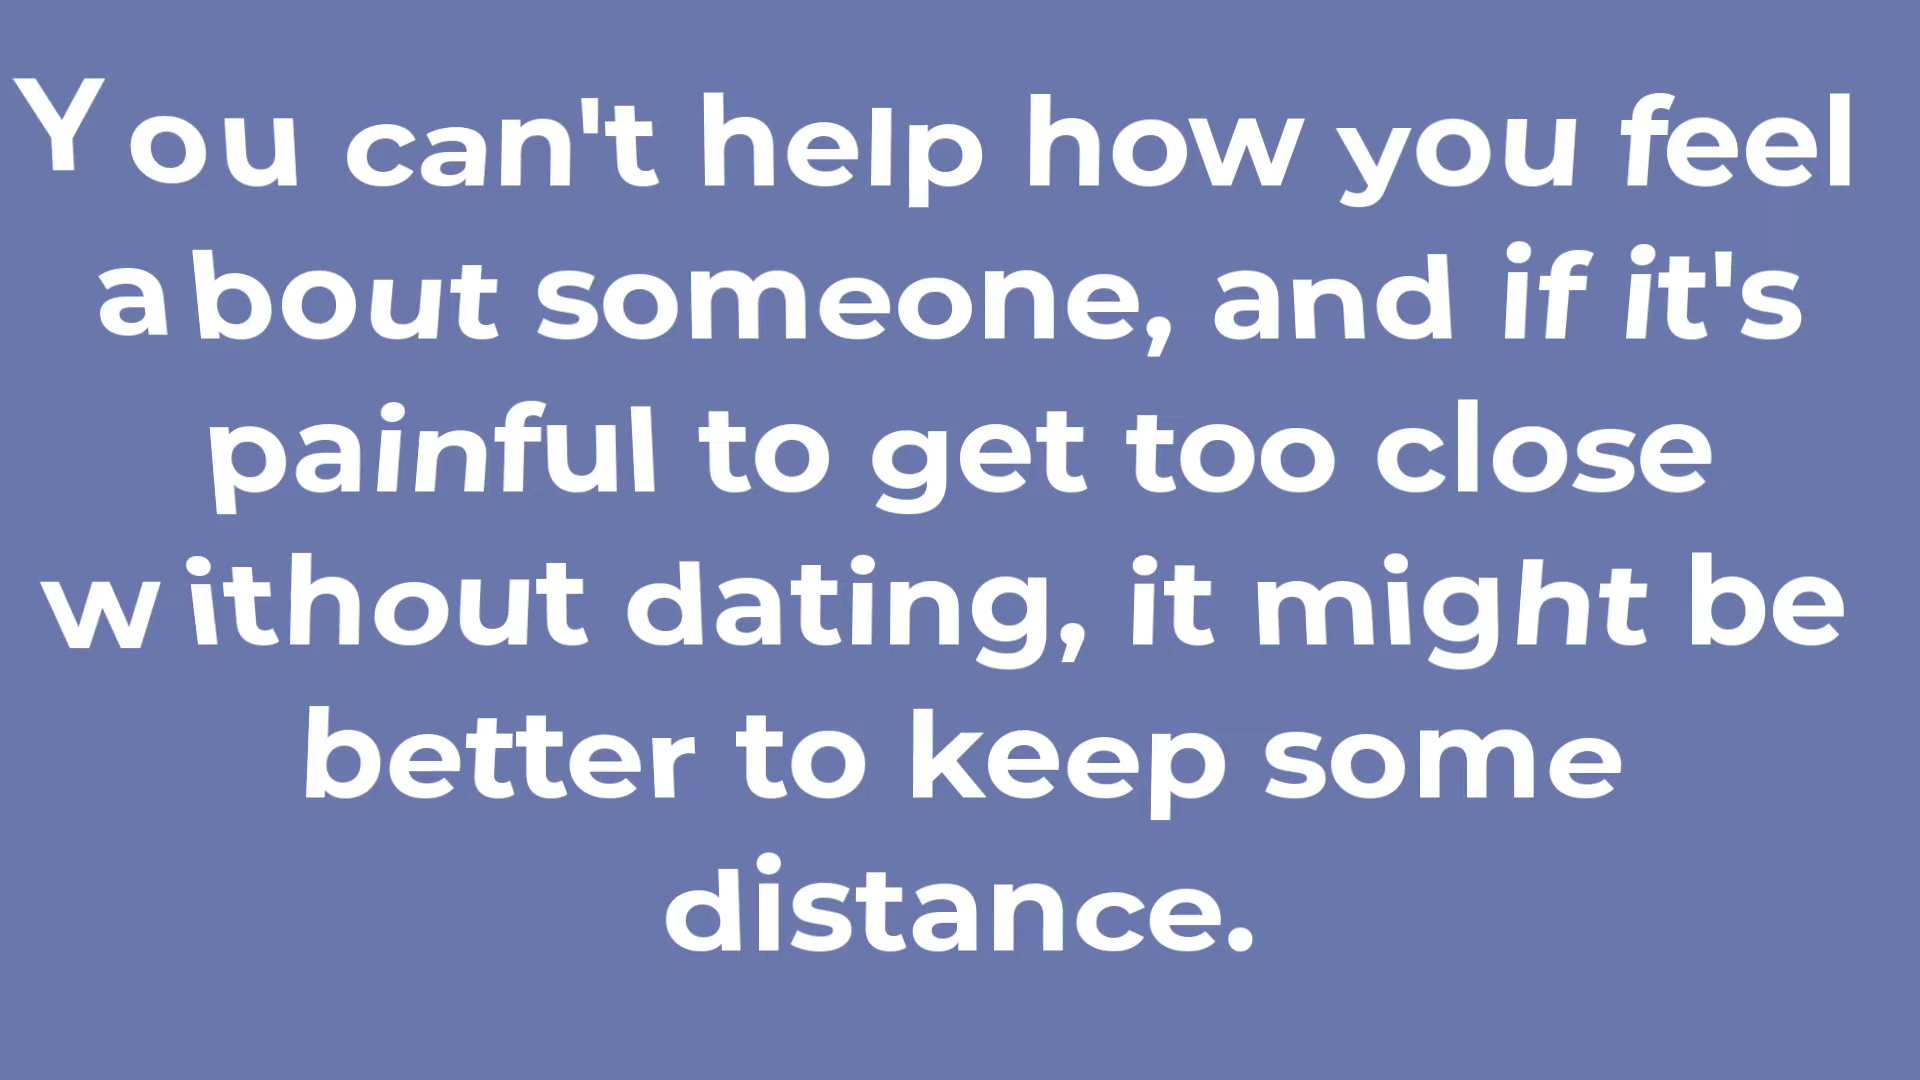 You can't help how you feel
about someone, and if it's
painful to get too close
without dating, it might be
better to keep some
distance.